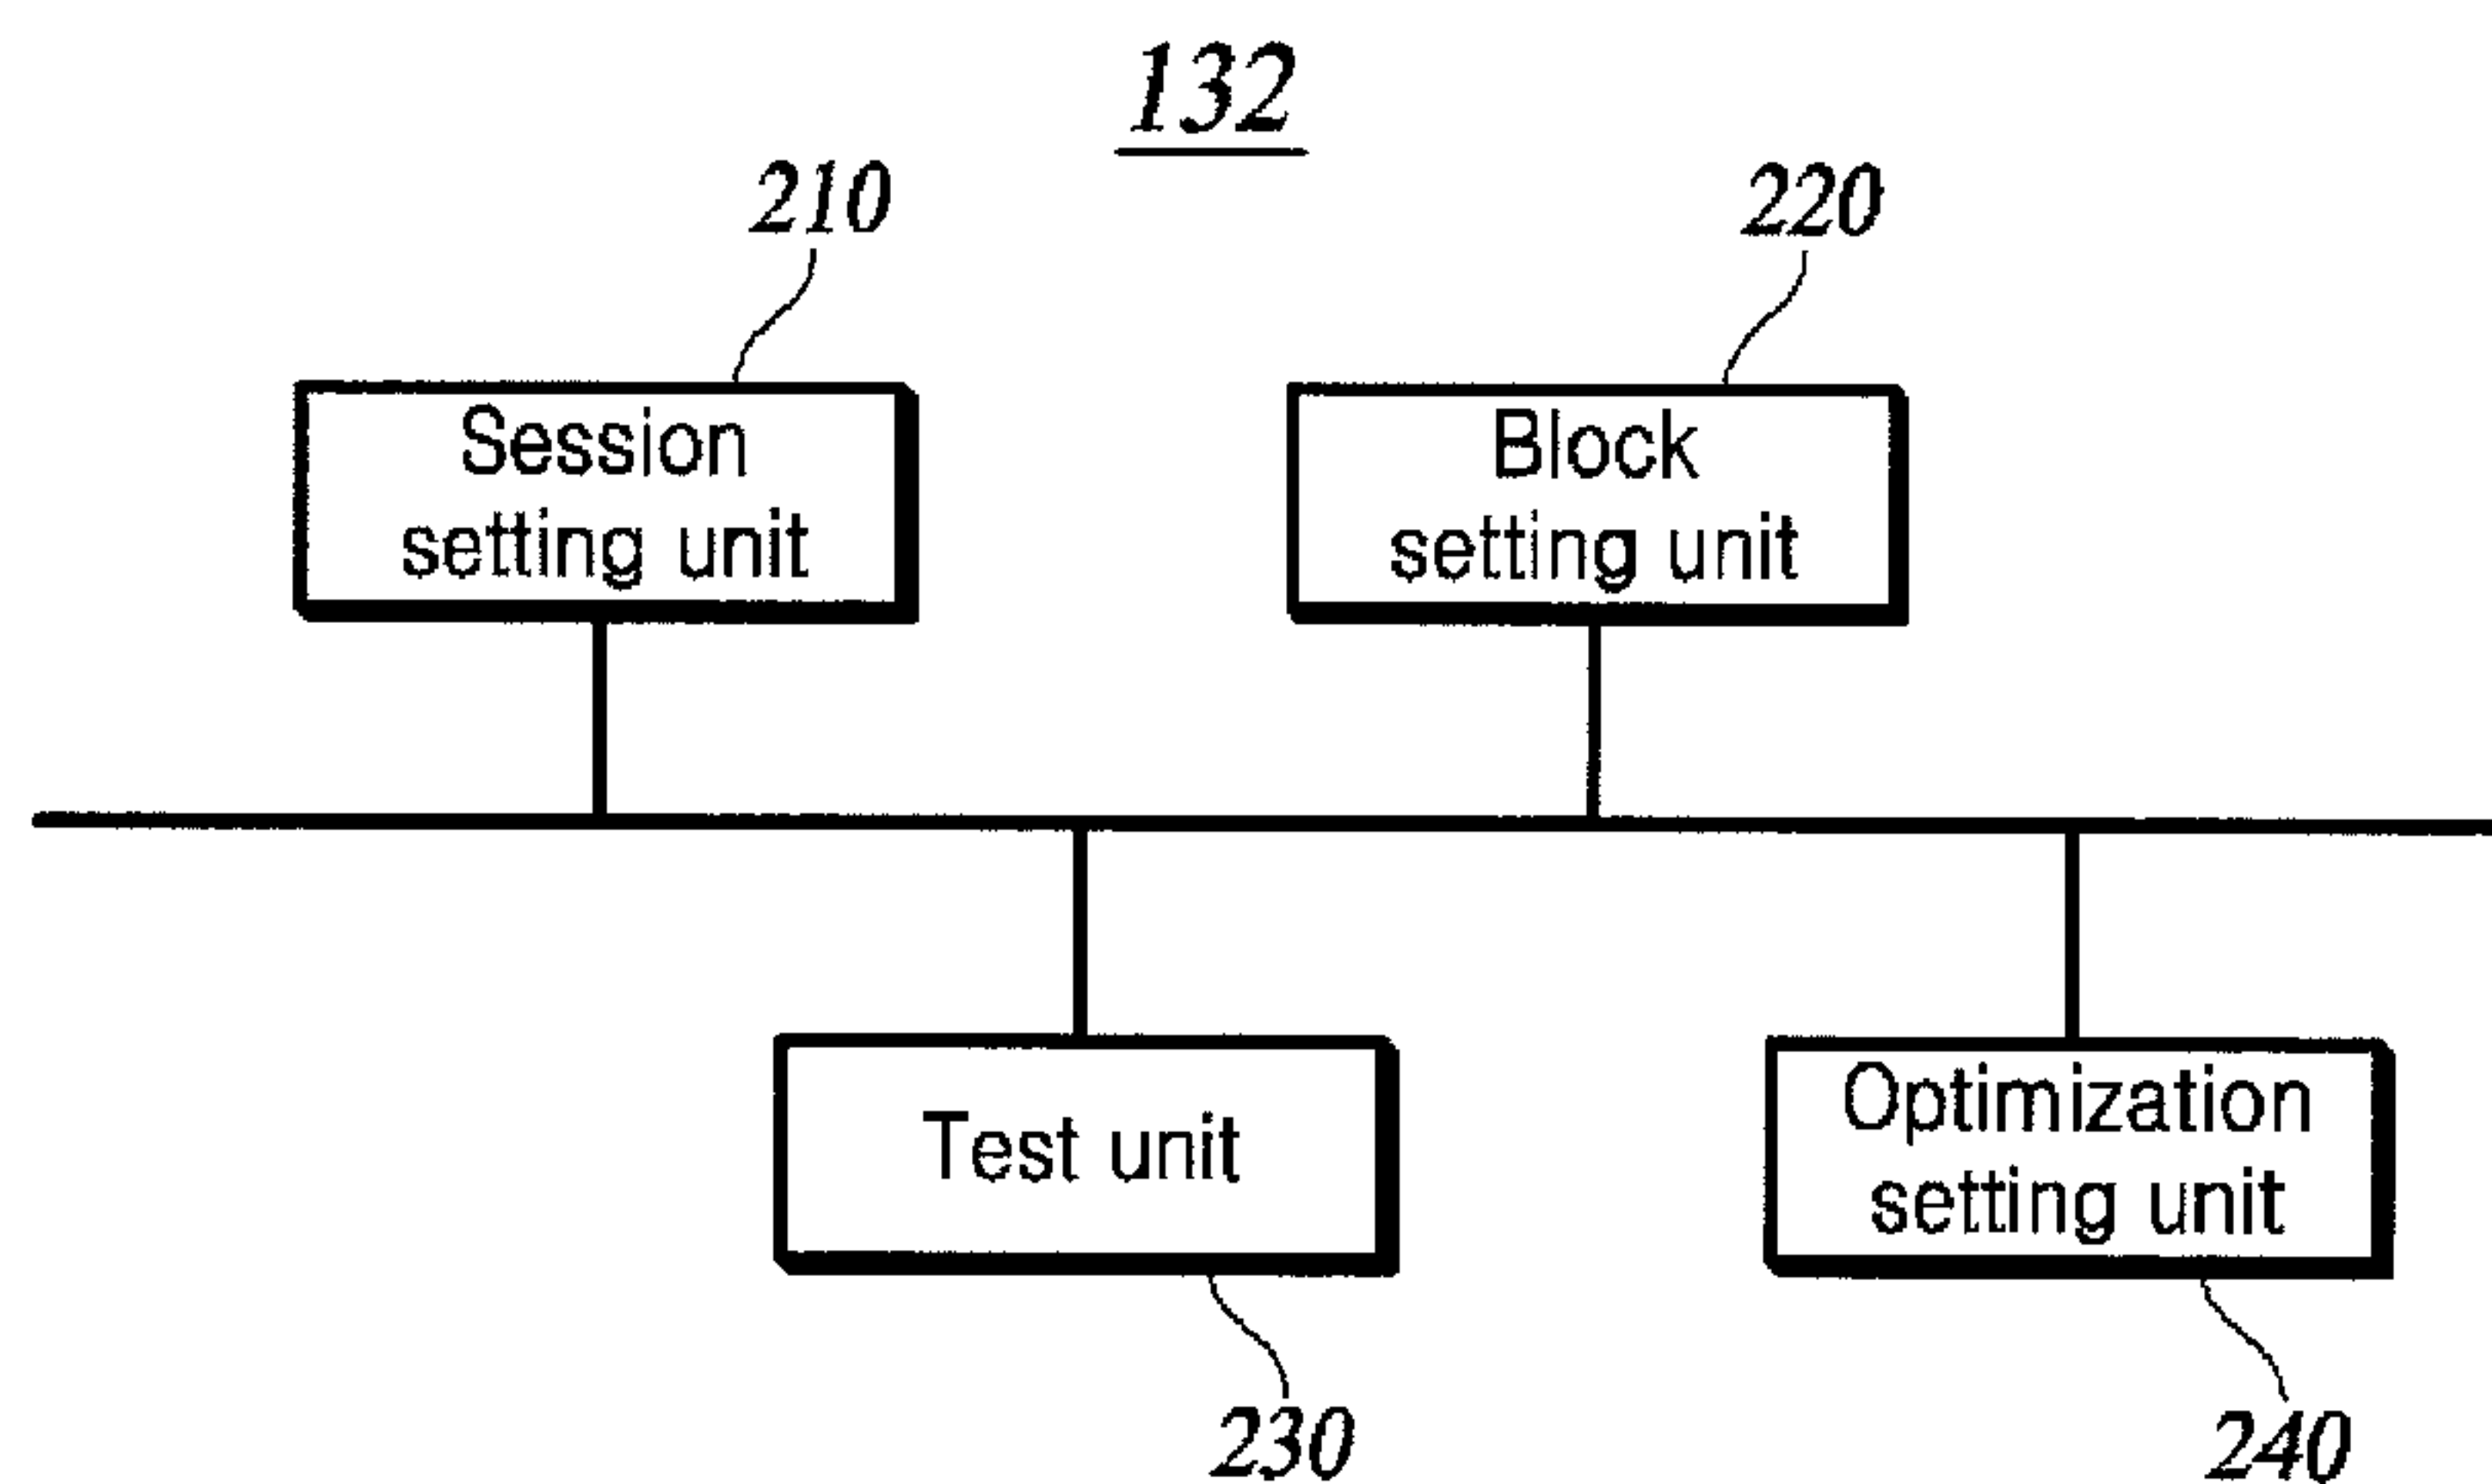 132
210
220
Session
setting unit
Block
setting unit
Test unit
Optimization
setting unit
230
240